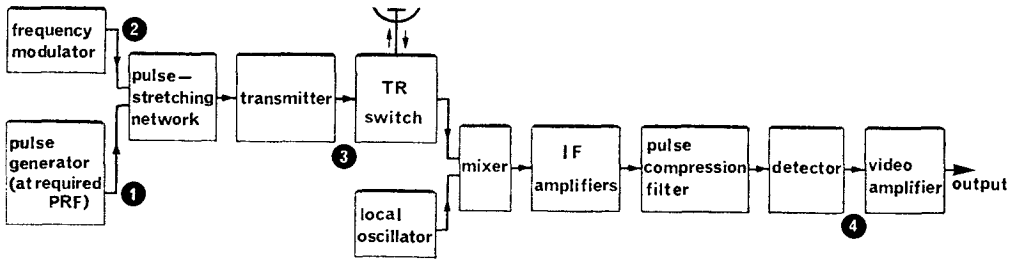 frequency
modulator
2
pulse
generator
(at required
PRF)
1
pulse—
stretching
network
transmitter
3
TR
switch
local
oscillator
mixer
IF
amplifiers
pulse
compression
filter
detector
4
video
amplifier
output